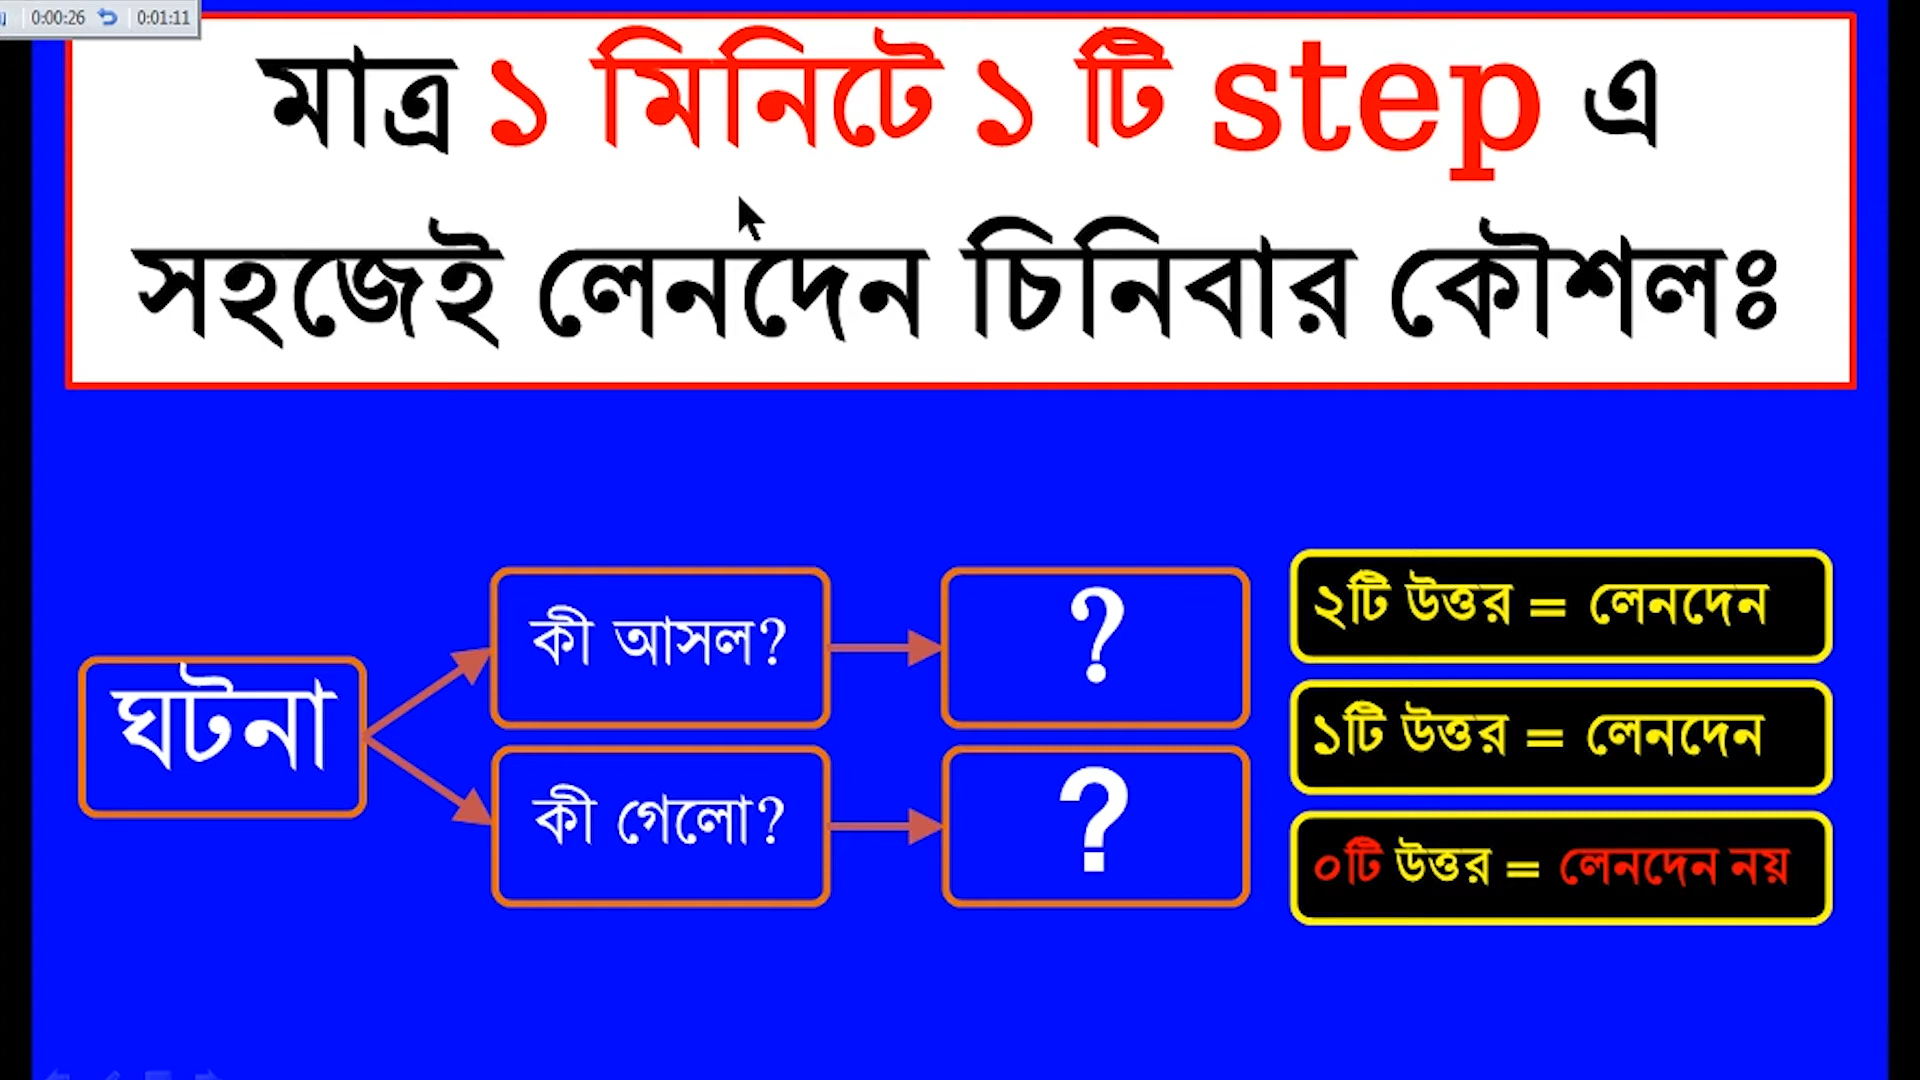 0:00:26 0:01:11
মাত্র ১ মিনিটে ১ টি step এ
সহজেই লেনদেন চিনিবার কৌশলঃ
ঘটনা
কী আসল?
?
কী গেলো?
?
২টি উত্তর = লেনদেন
১টি উত্তর = লেনদেন
০টি উত্তর = লেনদেন নয়